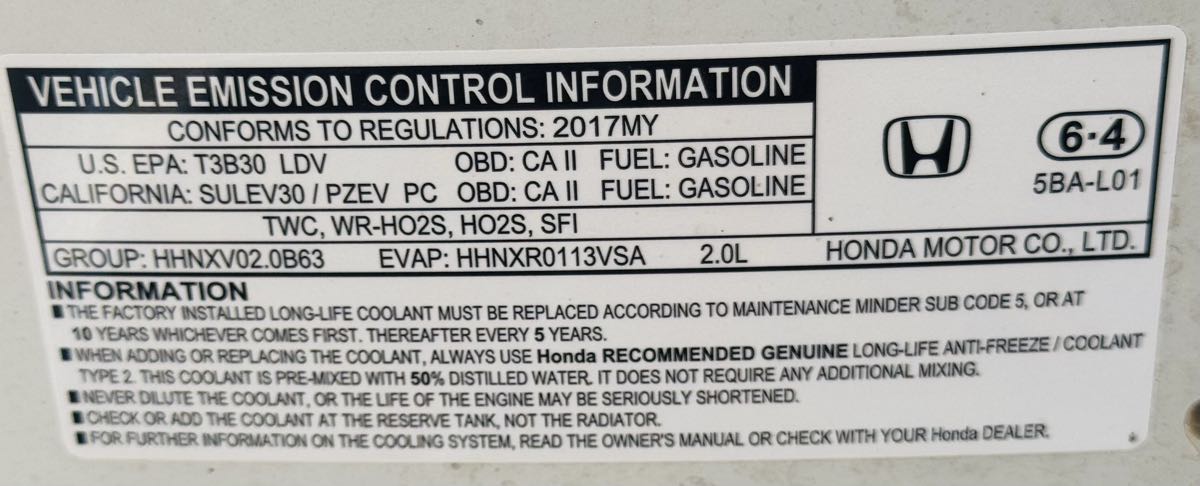 VEHICLE EMISSION CONTROL INFORMATION
CONFORMS TO REGULATIONS: 2017MY
U.S. EPA: T3B30 LDV OBD: CA II FUEL: GASOLINE
CALIFORNIA: SULEV30 / PZEV PC OBD: CA II FUEL: GASOLINE
TWC, WR-HO2S, HO2S, SFI
GROUP: HHNXV02.0B63 EVAP: HHNXR0113VSA 2.0L
6·4
5BA-L01
HONDA MOTOR CO., LTD.
INFORMATION
■ THE FACTORY INSTALLED LONG-LIFE COOLANT MUST BE REPLACED ACCORDING TO MAINTENANCE MINDER SUB CODE 5, OR AT
10 YEARS WHICHEVER COMES FIRST. THEREAFTER EVERY 5 YEARS.
■ WHEN ADDING OR REPLACING THE COOLANT, ALWAYS USE Honda RECOMMENDED GENUINE LONG-LIFE ANTI-FREEZE / COOLANT
TYPE 2. THIS COOLANT IS PRE-MIXED WITH 50% DISTILLED WATER. IT DOES NOT REQUIRE ANY ADDITIONAL MIXING.
■ NEVER DILUTE THE COOLANT, OR THE LIFE OF THE ENGINE MAY BE SERIOUSLY SHORTENED.
■ CHECK OR ADD THE COOLANT AT THE RESERVE TANK, NOT THE RADIATOR.
■ FOR FURTHER INFORMATION ON THE COOLING SYSTEM, READ THE OWNER'S MANUAL OR CHECK WITH YOUR Honda DEALER.